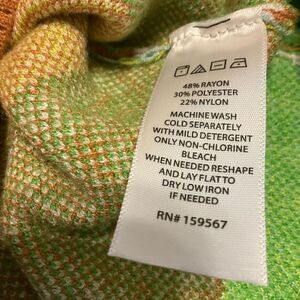 48% RAYON
30% POLYESTER
22% NYLON
MACHINE WASH
COLD SEPARATELY
WITH MILD DETERGENT
ONLY NON-CHLORINE
BLEACH
WHEN NEEDED RESHAPE
AND LAY FLAT TO
DRY LOW IRON
IF NEEDED
RN# 159567